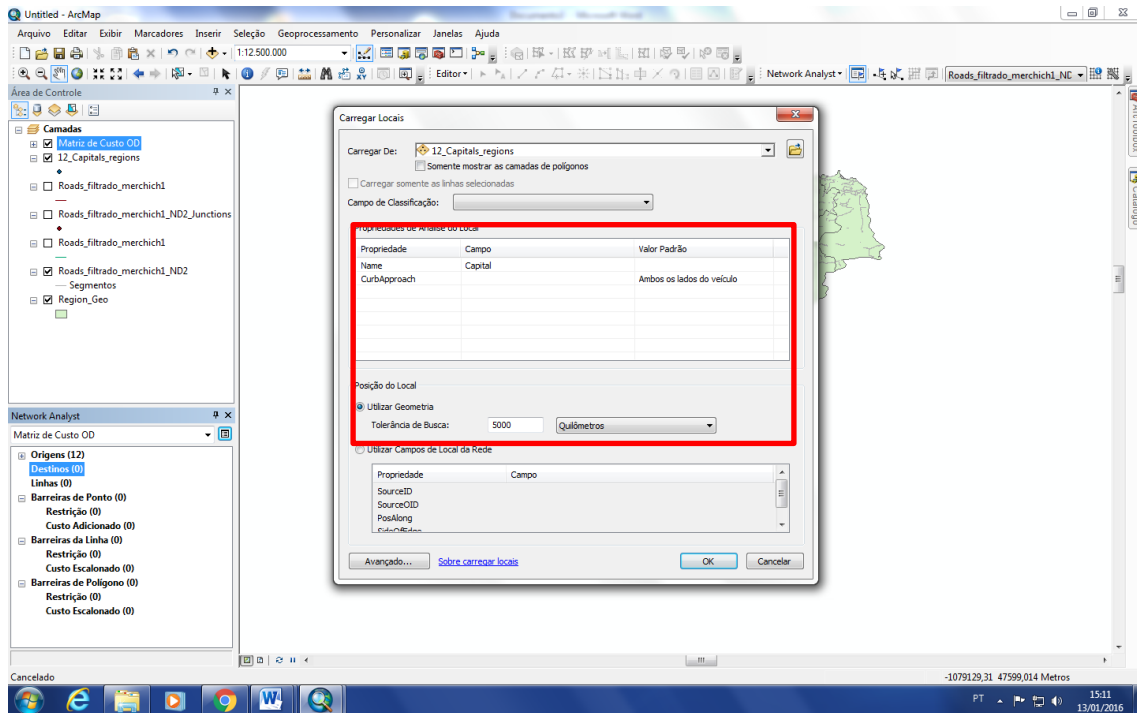 Untitled - ArcMap
Arquivo Editar Exibir Marcadores Inserir Seleção Geoprocessamento Personalizar Janelas Ajuda
1:12.500.000
Editor Network Analyst Roads_filtrado_merchich1_NC
Área de Controle
Camadas
Matriz de Custo OD
12_Capitals_regions
Roads_filtrado_merchich1
Roads_filtrado_merchich1_ND2_Junctions
Roads_filtrado_merchich1
Roads_filtrado_merchich1_ND2
Segmentos
Region_Geo
Network Analyst
Matriz de Custo OD
Origens (12)
Destinos (0)
Linhas (0)
Barreiras de Ponto (0)
Restrição (0)
Custo Adicionado (0)
Barreiras da Linha (0)
Restrição (0)
Custo Escalonado (0)
Barreiras de Polígono (0)
Restrição (0)
Custo Escalonado (0)
Carregar Locais
Carregar De: 12_Capitals_regions
Somente mostrar as camadas de polígonos
Carregar somente as linhas selecionadas
Campo de Classificação:
Propriedades de Análise do Local
Propriedade Campo Valor Padrão
Name Capital
CurbApproach Ambos os lados do veículo
Posição do Local
Utilizar Geometria
Tolerância de Busca: 5000 Quilômetros
Utilizar Campos de Local da Rede
Propriedade Campo
SourceID
SourceOID
PosAlong
SideOfEdge
Avançado... Sobre carregar locais OK Cancelar
Catálogo
Cancelado -1079129,31 47599,014 Metros
PT 15:11
13/01/2016